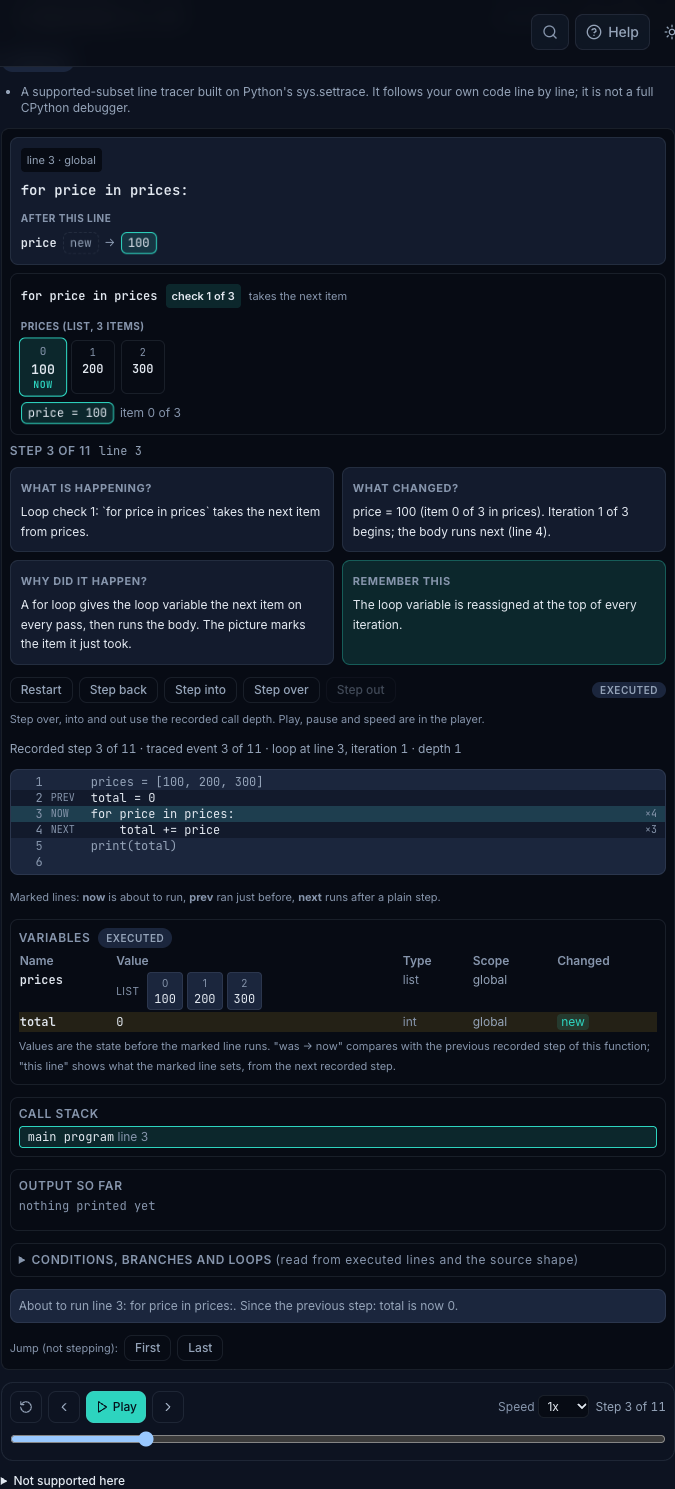 Help
• A supported-subset line tracer built on Python's sys.settrace. It follows your own code line by line; it is not a full
CPython debugger.
line 3 · global
for price in prices:
AFTER THIS LINE
price new → 100
for price in prices check 1 of 3 takes the next item
PRICES (LIST, 3 ITEMS)
0 1 2
100 200 300
NOW
price = 100 item 0 of 3
STEP 3 OF 11 line 3
WHAT IS HAPPENING?
Loop check 1: `for price in prices` takes the next item
from prices.
WHAT CHANGED?
price = 100 (item 0 of 3 in prices). Iteration 1 of 3
begins; the body runs next (line 4).
WHY DID IT HAPPEN?
A for loop gives the loop variable the next item on
every pass, then runs the body. The picture marks
the item it just took.
REMEMBER THIS
The loop variable is reassigned at the top of every
iteration.
Restart Step back Step into Step over Step out EXECUTED
Step over, into and out use the recorded call depth. Play, pause and speed are in the player.
Recorded step 3 of 11 · traced event 3 of 11 · loop at line 3, iteration 1 · depth 1
1 prices = [100, 200, 300]
2 PREV total = 0
3 NOW for price in prices: ×4
4 NEXT total += price ×3
5 print(total)
6
Marked lines: now is about to run, prev ran just before, next runs after a plain step.
VARIABLES EXECUTED
Name Value Type Scope Changed
prices LIST 0 1 2 list global
100 200 300
total 0 int global new
Values are the state before the marked line runs. "was → now" compares with the previous recorded step of this function;
"this line" shows what the marked line sets, from the next recorded step.
CALL STACK
main program line 3
OUTPUT SO FAR
nothing printed yet
▶ CONDITIONS, BRANCHES AND LOOPS (read from executed lines and the source shape)
About to run line 3: for price in prices:. Since the previous step: total is now 0.
Jump (not stepping): First Last
Play Speed 1x Step 3 of 11
▶ Not supported here